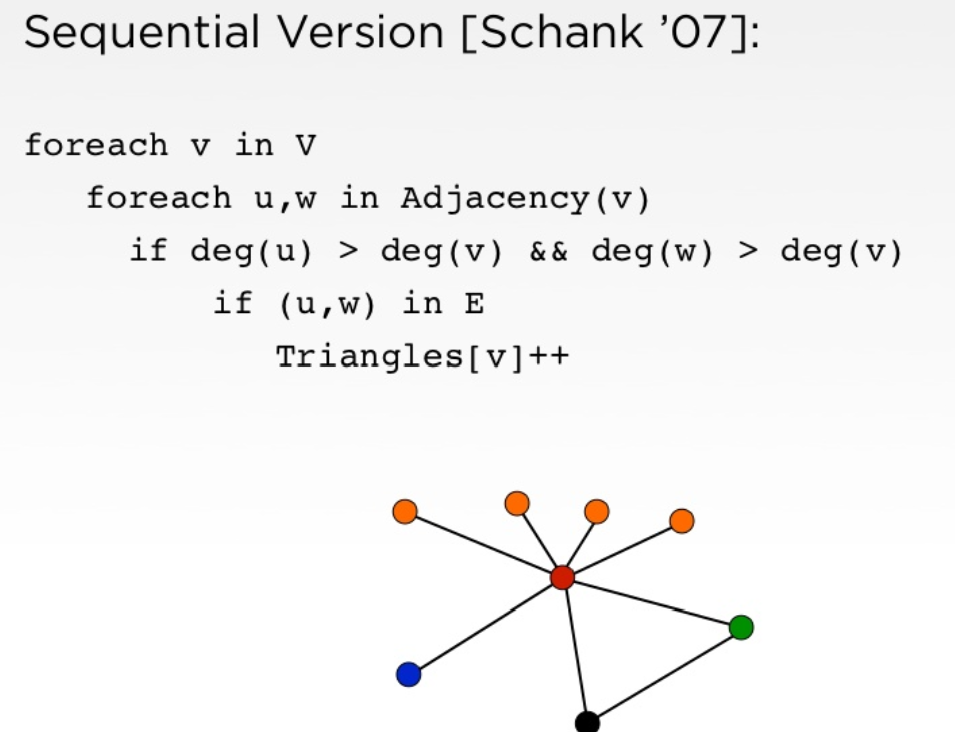 Sequential Version [Schank ’07]:
foreach v in V
foreach u,w in Adjacency(v)
if deg(u) > deg(v) && deg(w) > deg(v)
if (u,w) in E
Triangles[v]++